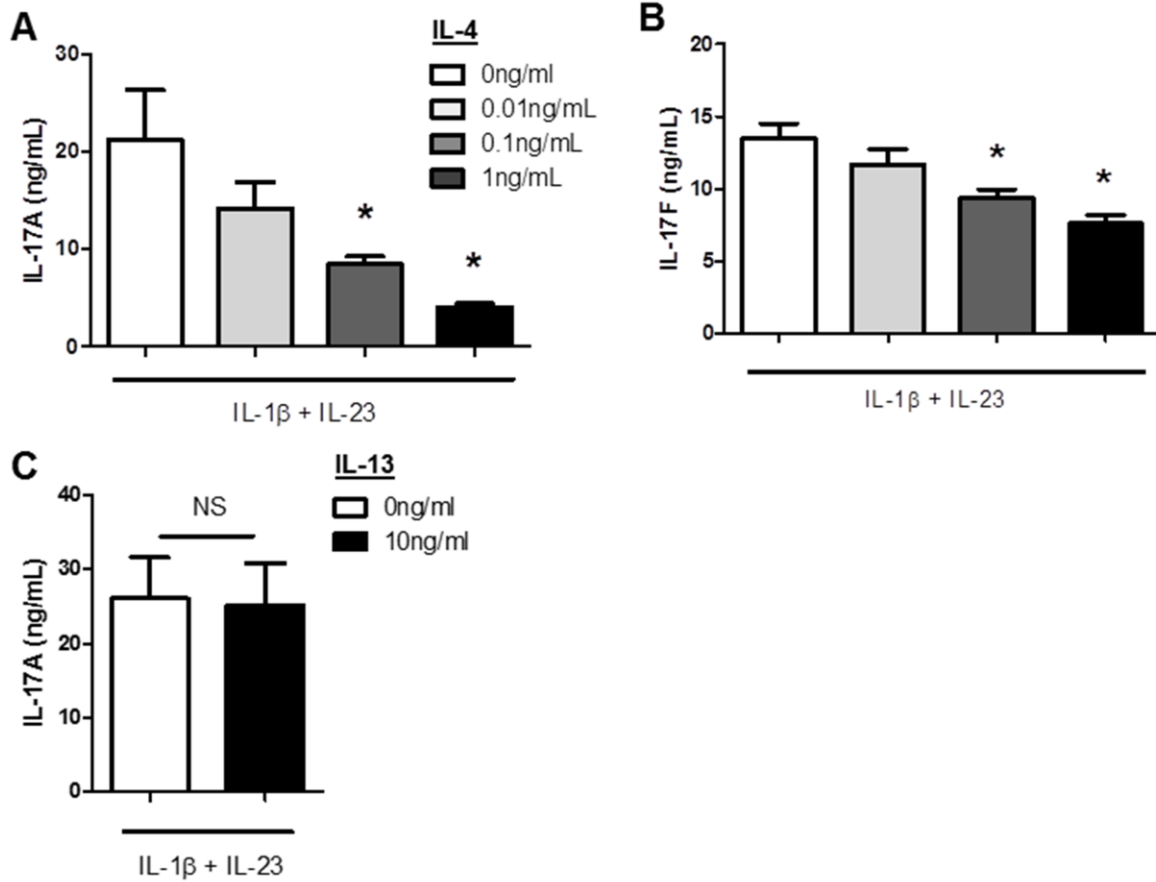 A
IL-4
0ng/ml
0.01ng/mL
0.1ng/mL
1ng/mL
IL-17A (ng/mL)
30
20
10
0
*
*
IL-1β + IL-23
B
IL-17F (ng/mL)
20
15
10
5
0
*
*
IL-1β + IL-23
C
IL-13
0ng/ml
10ng/ml
IL-17A (ng/mL)
40
30
20
10
0
NS
IL-1β + IL-23